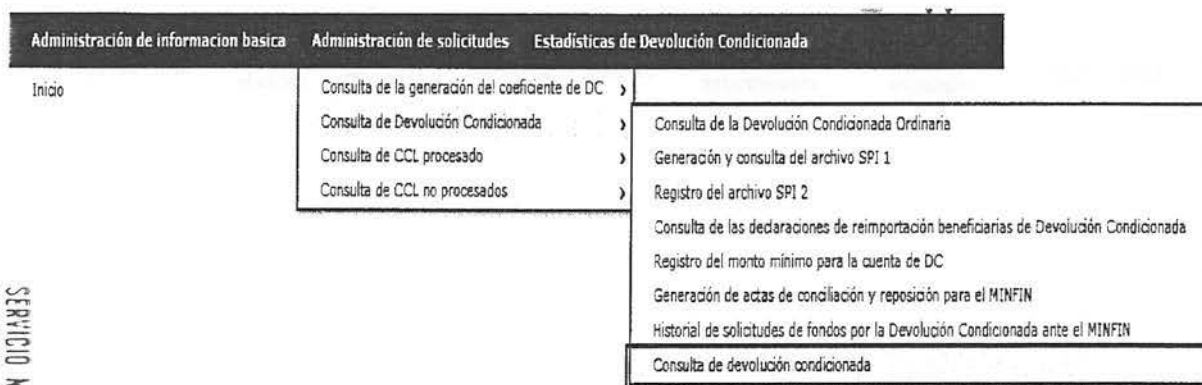 Administración de informacion basica Administración de solicitudes Estadísticas de Devolución Condicionada
Inicio
Consulta de la generación del coeficiente de DC
Consulta de Devolución Condicionada
Consulta de CCL procesado
Consulta de CCL no procesados
Consulta de la Devolución Condicionada Ordinaria
Generación y consulta del archivo SPI 1
Registro del archivo SPI 2
Consulta de las declaraciones de reimportación beneficiarias de Devolución Condicionada
Registro del monto mínimo para la cuenta de DC
Generación de actas de conciliación y reposición para el MINFIN
Historial de solicitudes de fondos por la Devolución Condicionada ante el MINFIN
Consulta de devolución condicionada
SERVICIO